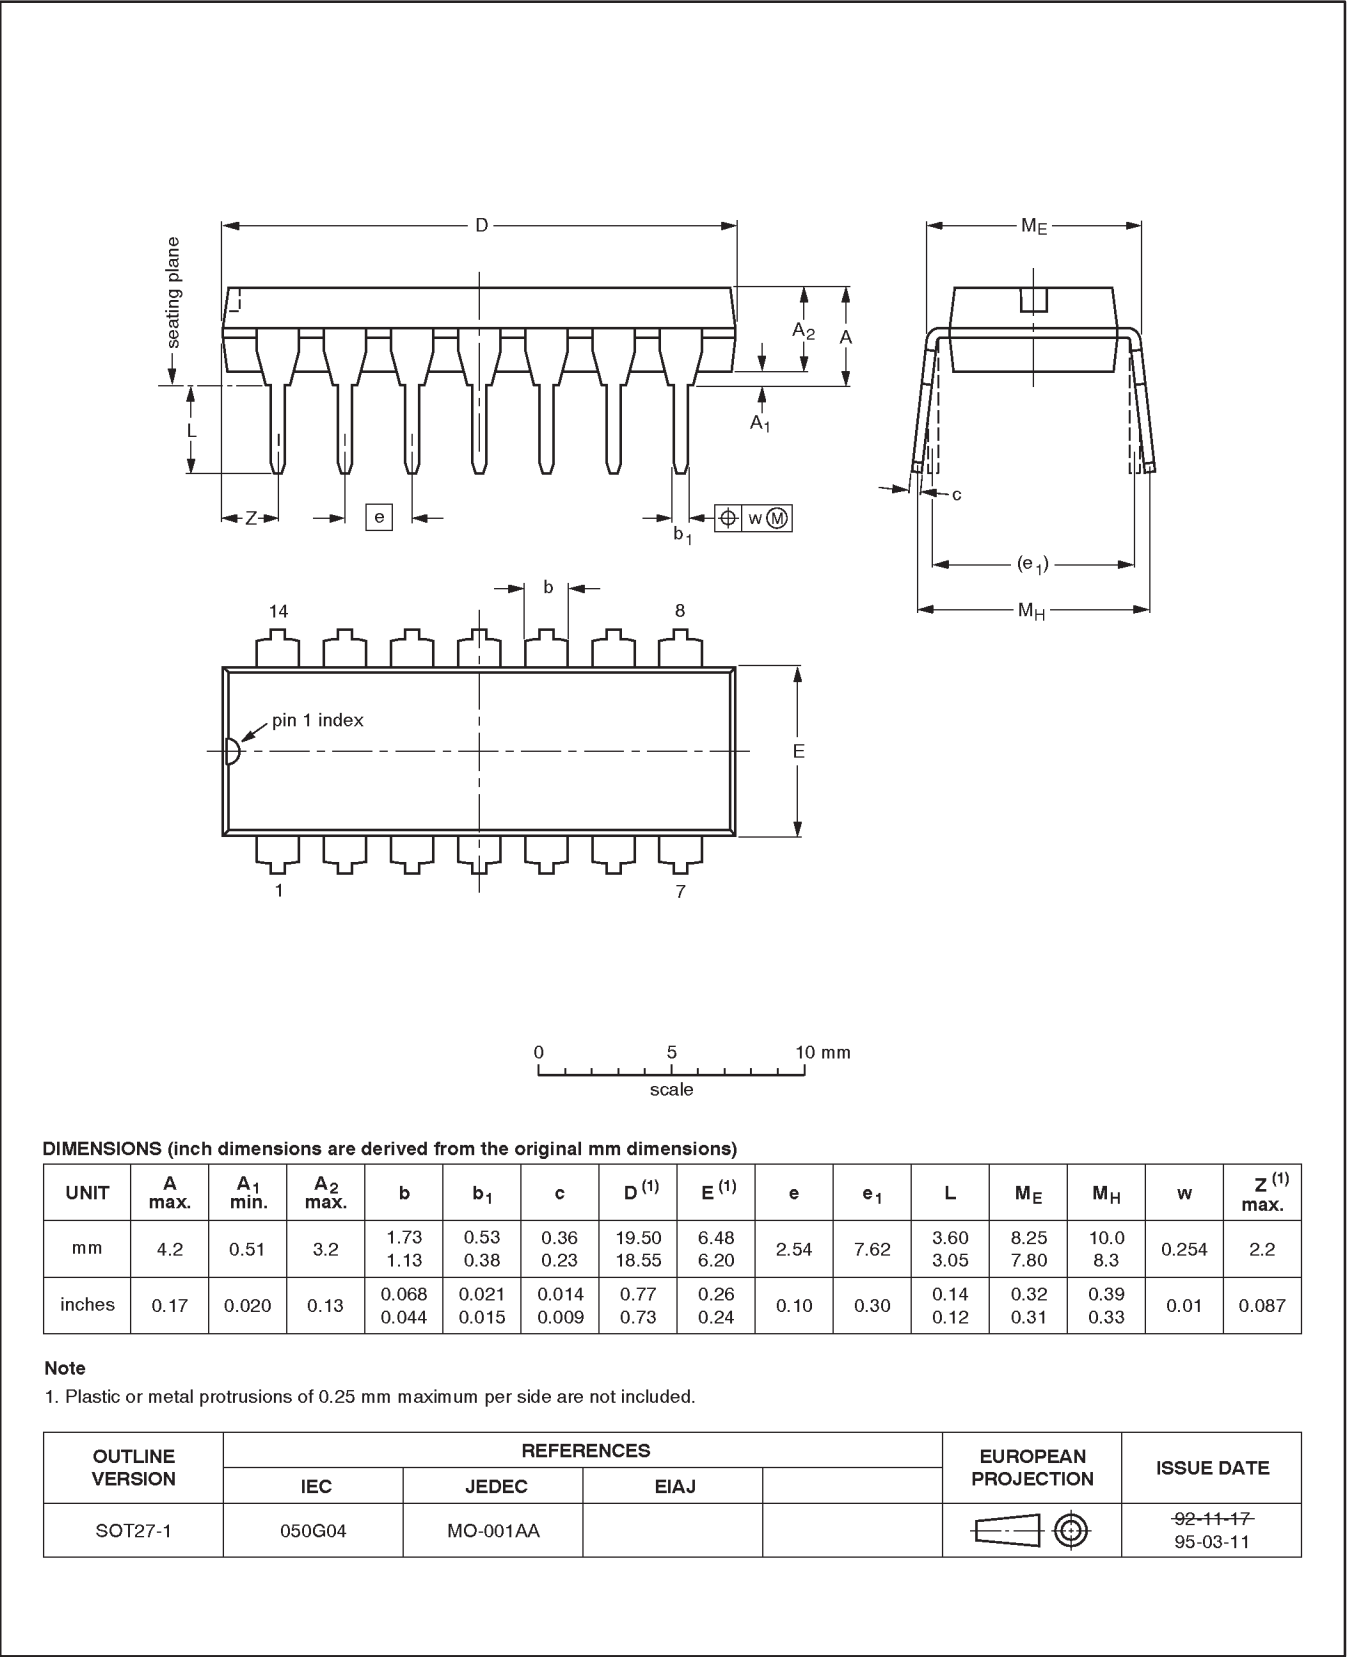 D
ME
seating plane
A2
A
A1
L
Z
e
b1
w M
c
(e1)
MH
b
14
8
pin 1 index
E
1
7
0 5 10 mm
scale
DIMENSIONS (inch dimensions are derived from the original mm dimensions)
UNIT A max. A1 min. A2 max. b b1 c D(1) E(1) e e1 L ME MH w Z(1) max.
mm 4.2 0.51 3.2 1.73 1.13 0.53 0.38 0.36 0.23 19.50 18.55 6.48 6.20 2.54 7.62 3.60 3.05 8.25 7.80 10.0 8.3 0.254 2.2
inches 0.17 0.020 0.13 0.068 0.044 0.021 0.015 0.014 0.009 0.77 0.73 0.26 0.24 0.10 0.30 0.14 0.12 0.32 0.31 0.39 0.33 0.01 0.087
Note
1. Plastic or metal protrusions of 0.25 mm maximum per side are not included.
OUTLINE VERSION REFERENCES EUROPEAN PROJECTION ISSUE DATE
IEC JEDEC EIAJ
SOT27-1 050G04 MO-001AA 92-11-17
95-03-11